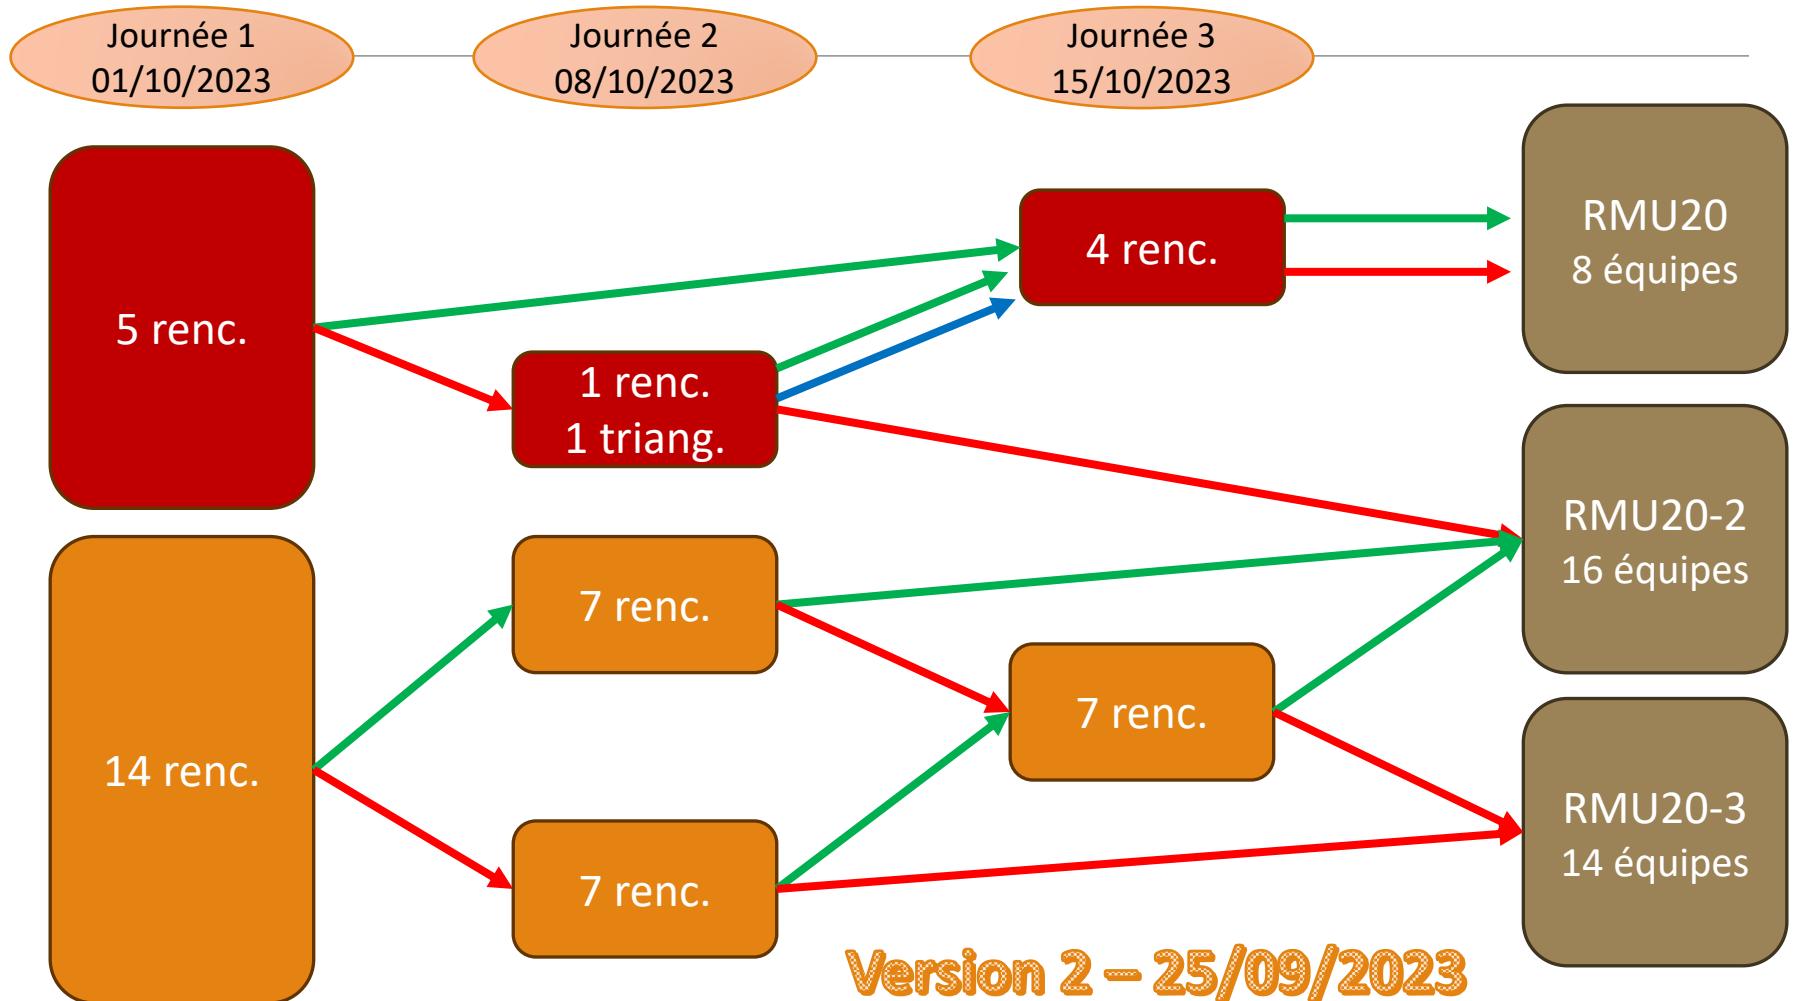 Journée 1
01/10/2023
Journée 2
08/10/2023
Journée 3
15/10/2023
5 renc.
1 renc.
1 triang.
4 renc.
RMU20
8 équipes
14 renc.
7 renc.
7 renc.
7 renc.
RMU20-2
16 équipes
RMU20-3
14 équipes
Version 2 – 25/09/2023